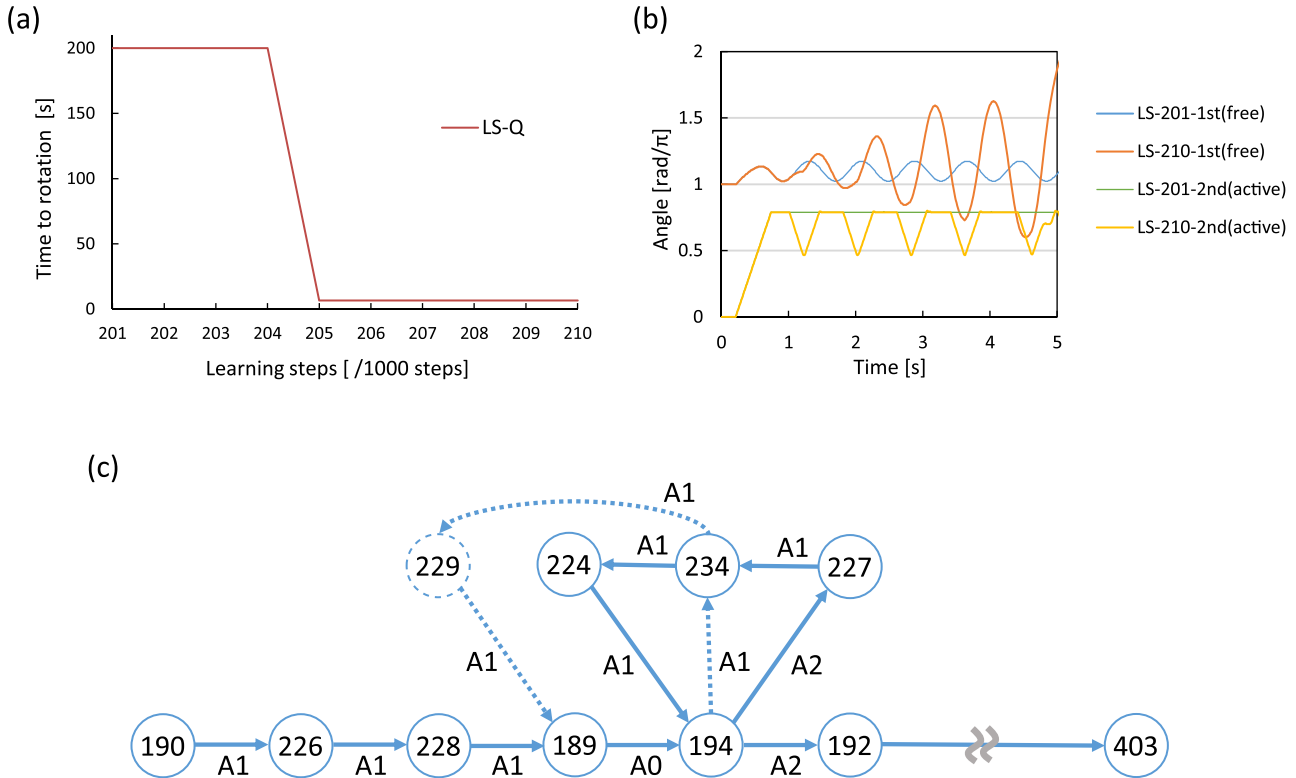 (a)
200
150
100
50
0
Time to rotation [s]
LS-Q
201 202 203 204 205 206 207 208 209 210
Learning steps [ /1000 steps]
(b)
2
1.5
1
0.5
0
Angle [rad/π]
0 1 2 3 4 5
Time [s]
LS-201-1st(free)
LS-210-1st(free)
LS-201-2nd(active)
LS-210-2nd(active)
(c)
A1
229 224 A1 234 A1 227
A1 A1 A1 A2
190 226 228 189 194 192 403
A1 A1 A1 A0 A2